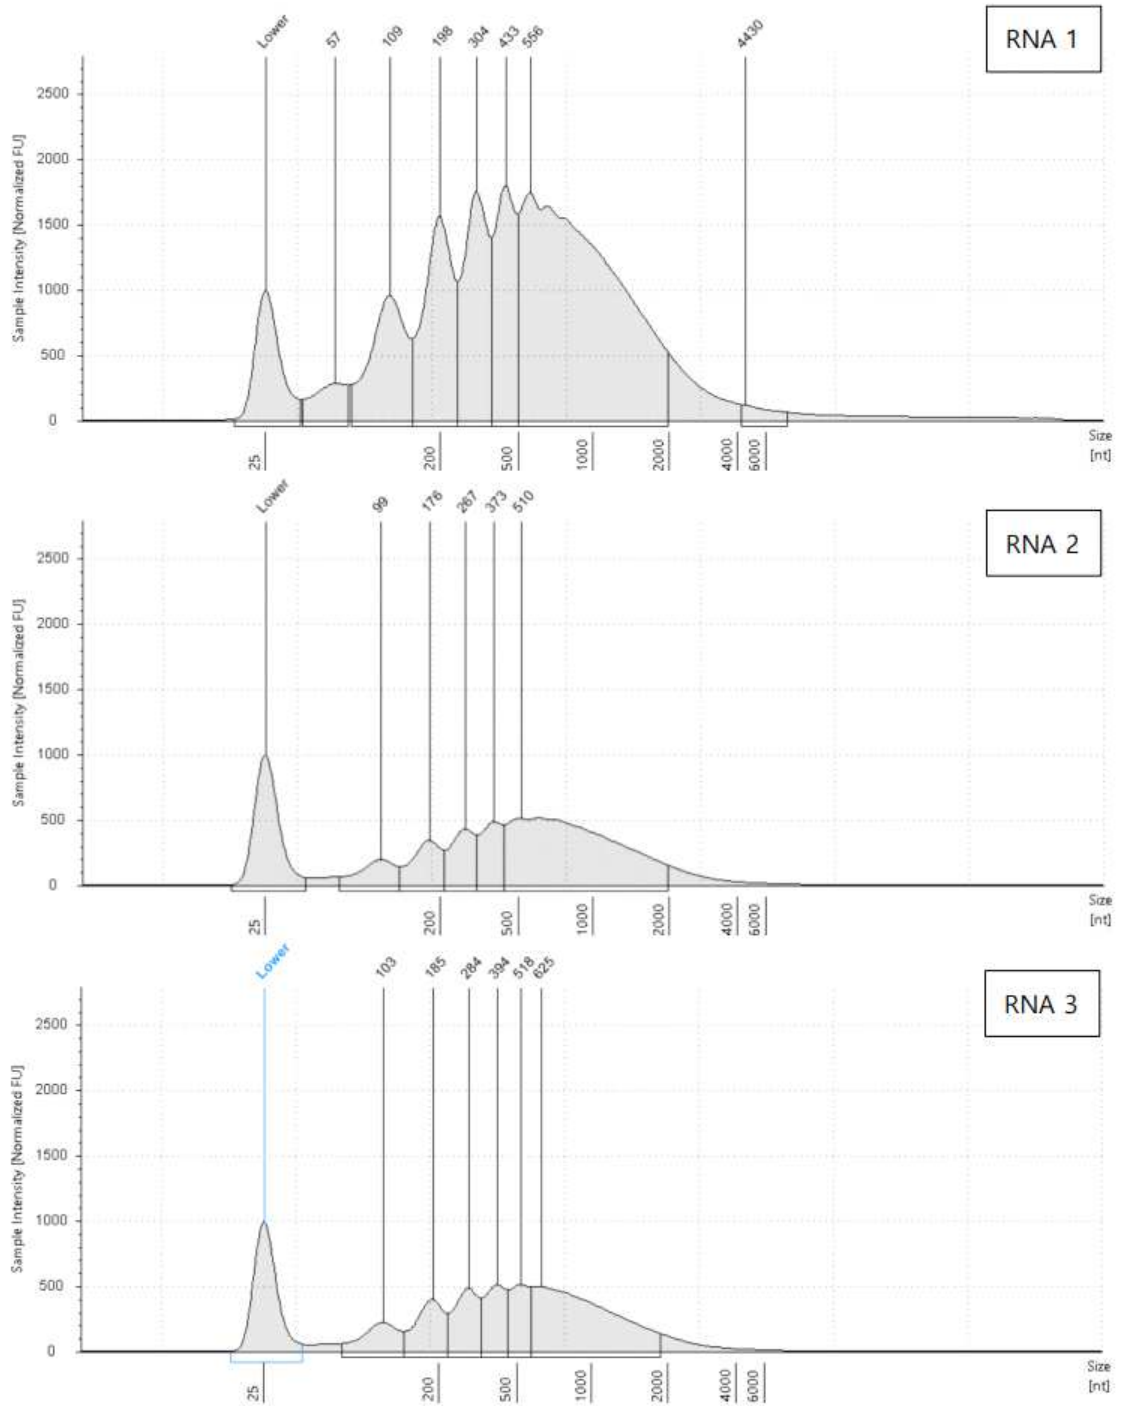 Lower 57 109 198 304 433 556 4430
RNA 1
Sample Intensity [Normalized FU]
2500
2000
1500
1000
500
0
25 200 500 1000 2000 4000 6000
Size
[nt]
Lower 99 176 267 373 510
RNA 2
Sample Intensity [Normalized FU]
2500
2000
1500
1000
500
0
25 200 500 1000 2000 4000 6000
Size
[nt]
Lower 103 185 284 394 518 625
RNA 3
Sample Intensity [Normalized FU]
2500
2000
1500
1000
500
0
25 200 500 1000 2000 4000 6000
Size
[nt]